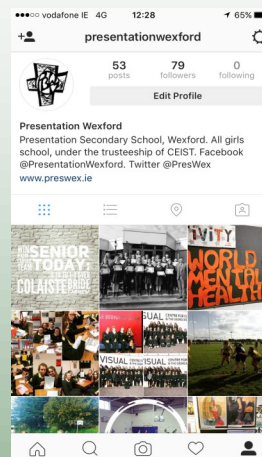 vodafone IE 4G 12:28 65%
presentationwexford
53 79 0
posts followers following
Edit Profile
Presentation Wexford
Presentation Secondary School, Wexford. All girls
school, under the trusteeship of CEIST. Facebook
@PresentationWexford. Twitter @PresWex
www.preswex.ie
SENIOR
TODAY:
COLAISTE
IVITY
WORLD
MENTAL
HEALTH
VISUAL
VISUAL
VISUAL